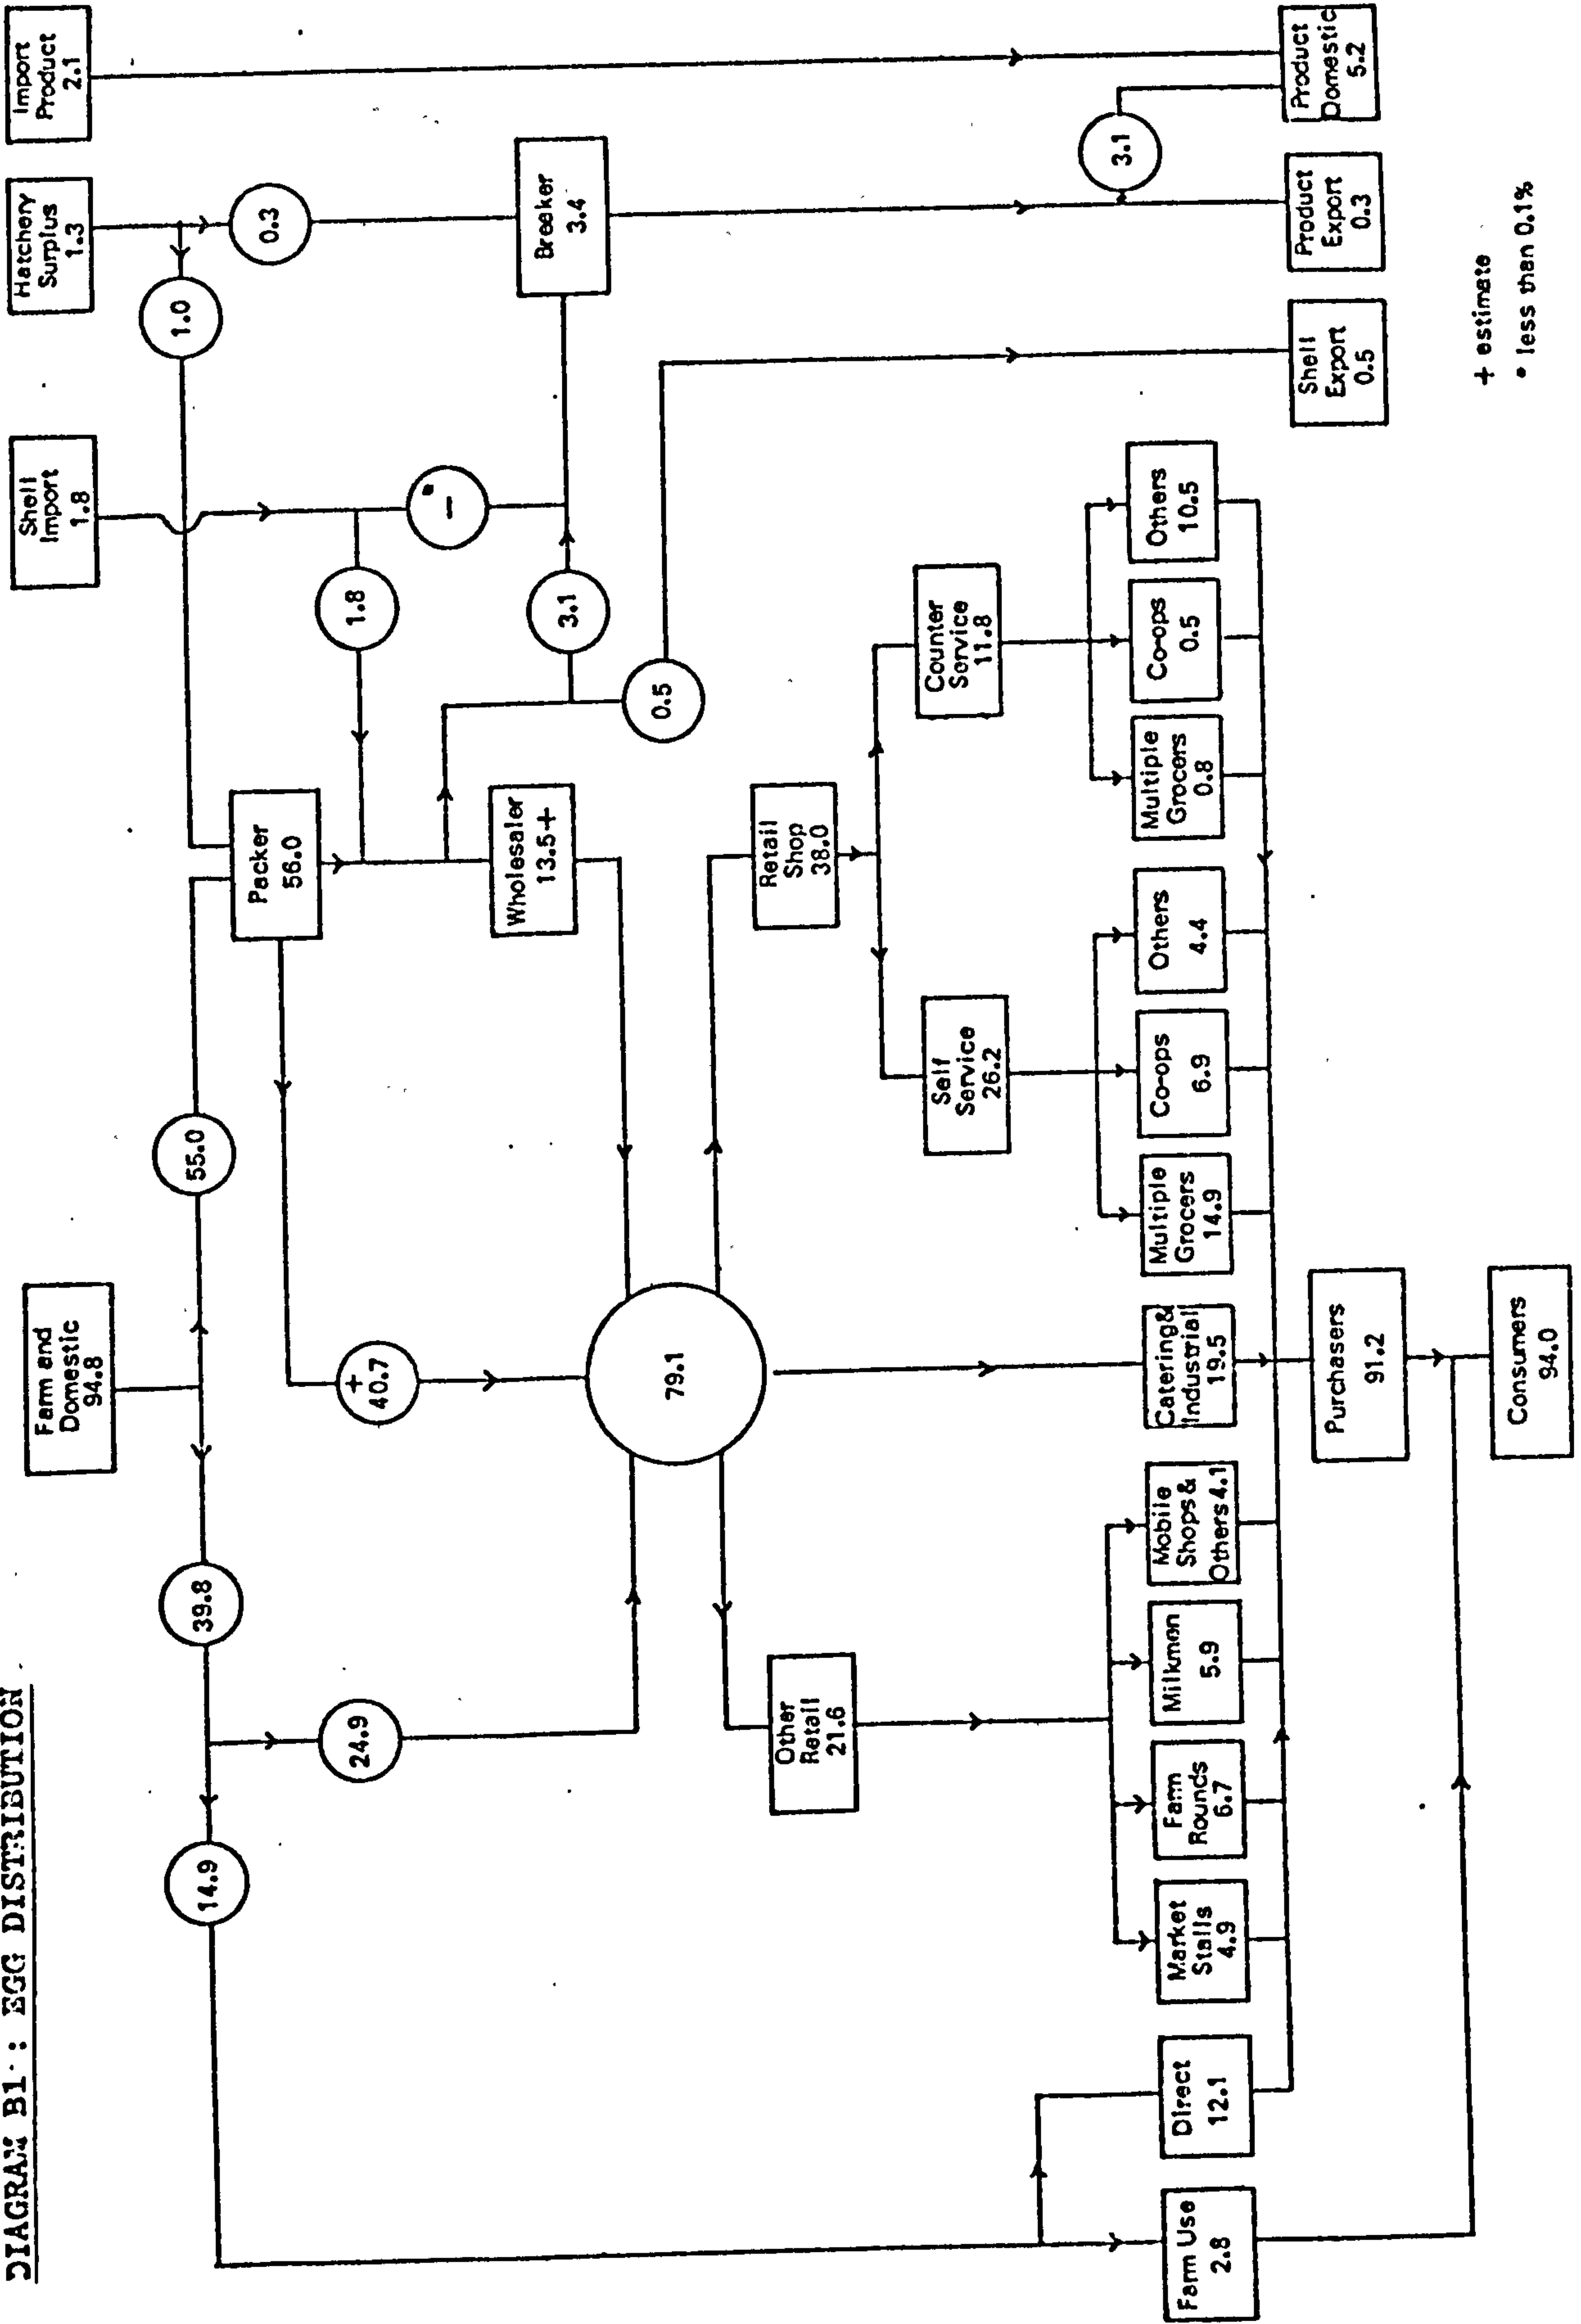 DIAGRAM B1 : EGG DISTRIBUTION
Farm and
Domestic
94.8
Shell
Import
1.8
Hatchery
Surplus
1.3
Import
Product
2.1
14.9
39.8
55.0
1.0
0.3
24.9
+
40.7
Packer
56.0
1.8
—*
Wholesaler
13.5+
3.1
Breaker
3.4
79.1
0.5
Other
Retail
21.6
Retail
Shop
38.0
Self
Service
26.2
Counter
Service
11.8
3.1
Farm Use
2.8
Direct
12.1
Market
Stalls
4.9
Farm
Rounds
6.7
Milkmen
5.9
Mobile
Shops &
Others 4.1
Catering &
Industrial
19.5
Multiple
Grocers
14.9
Co-ops
6.9
Others
4.4
Multiple
Grocers
0.8
Co-ops
0.5
Others
10.5
Shell
Export
0.5
Product
Export
0.3
Product
Domestic
5.2
Purchasers
91.2
Consumers
94.0
+ estimate
* less than 0.1%